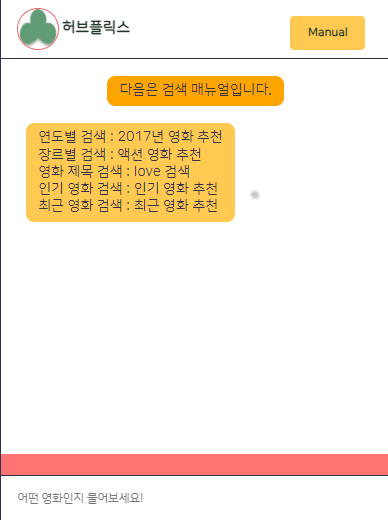 허브플릭스
Manual
다음은 검색 매뉴얼입니다.
연도별 검색 : 2017년 영화 추천
장르별 검색 : 액션 영화 추천
영화 제목 검색 : love 검색
인기 영화 검색 : 인기 영화 추천
최근 영화 검색 : 최근 영화 추천
어떤 영화인지 물어보세요!